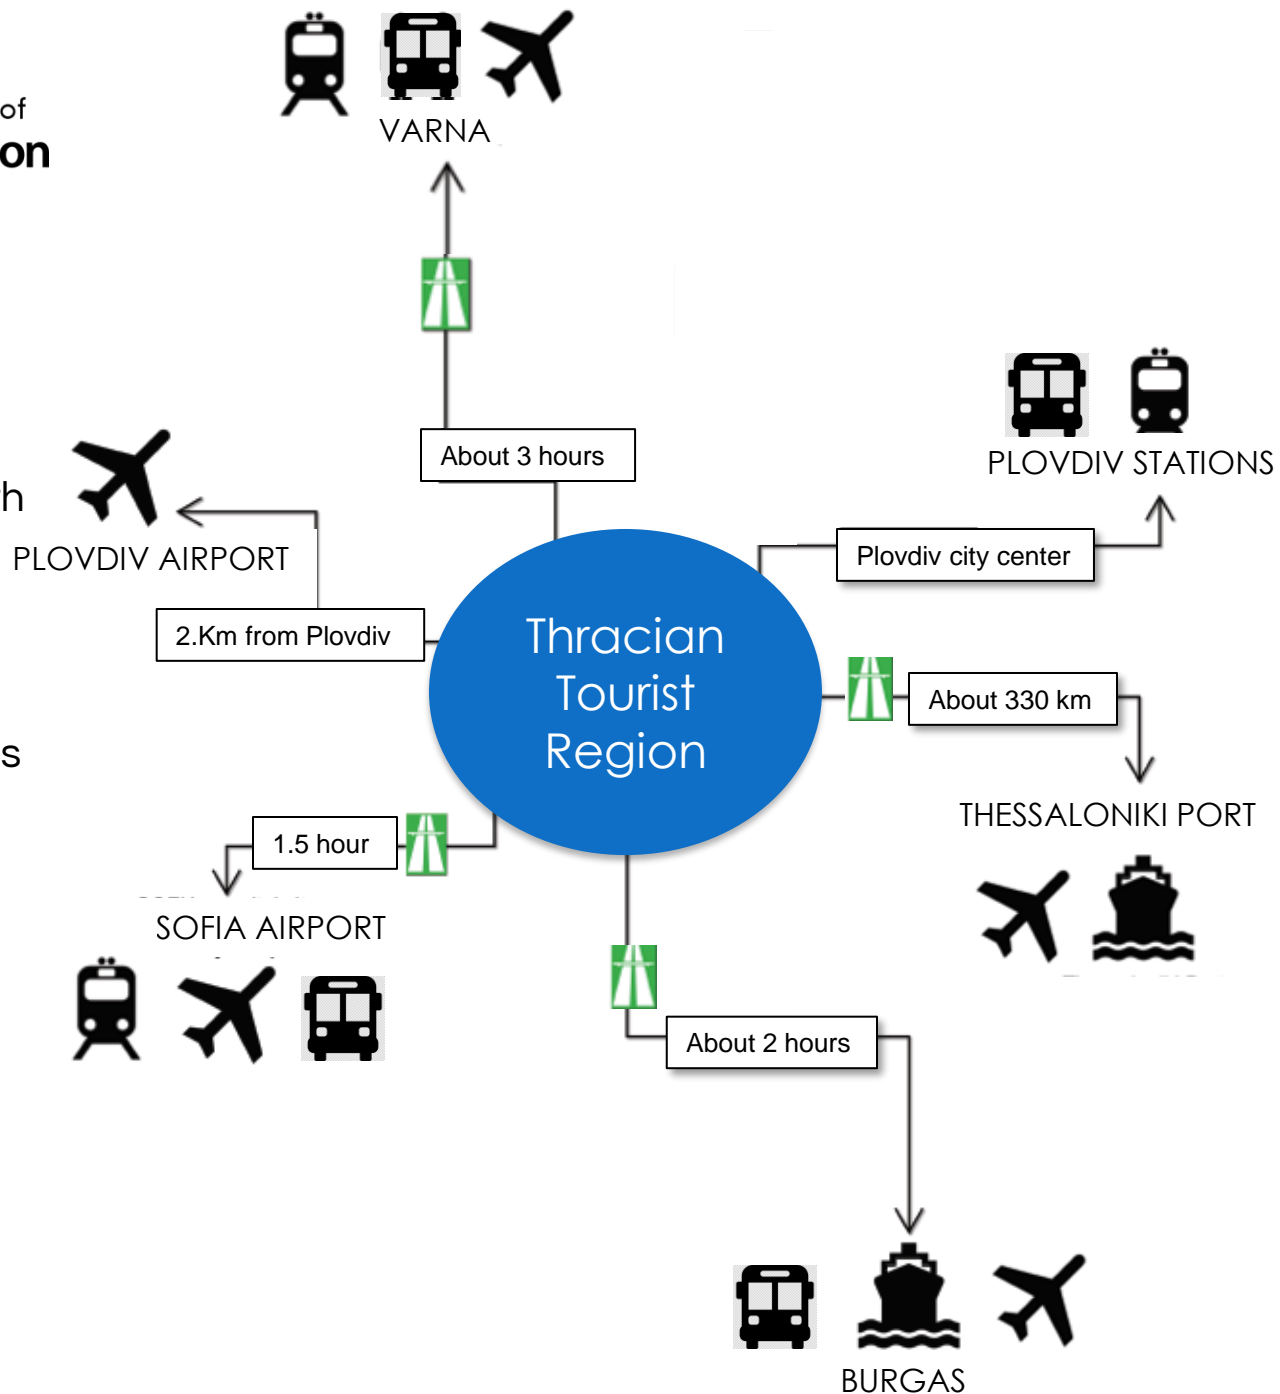 of
on
VARNA
About 3 hours
PLOVDIV STATIONS
h
PLOVDIV AIRPORT
Plovdiv city center
2.Km from Plovdiv
Thracian
Tourist
Region
About 330 km
s
THESSALONIKI PORT
1.5 hour
SOFIA AIRPORT
About 2 hours
BURGAS